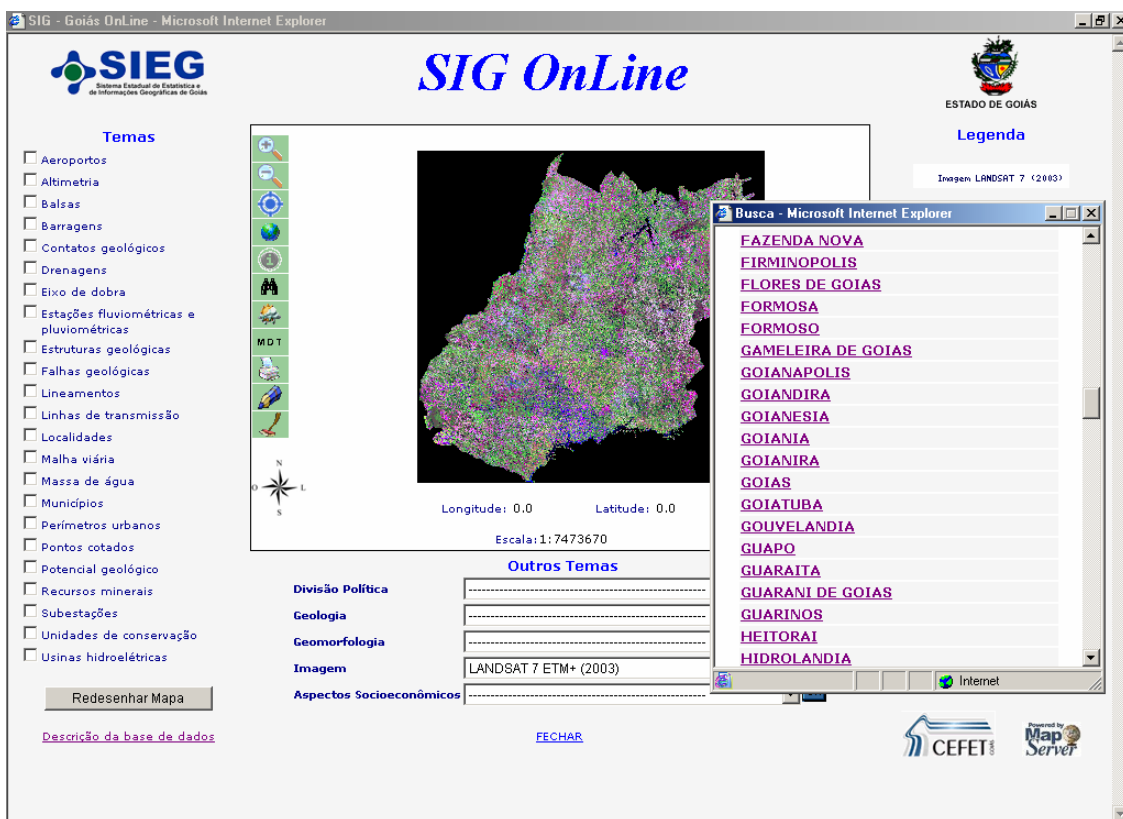 SIG - Goiás OnLine - Microsoft Internet Explorer
SIEG
Sistema Estadual de Estatística e
de Informações Geográficas de Goiás
SIG OnLine
ESTADO DE GOIÁS
Temas
Aeroportos
Altimetria
Balsas
Barragens
Contatos geológicos
Drenagens
Eixo de dobra
Estações fluviométricas e
pluviométricas
Estruturas geológicas
Falhas geológicas
Lineamentos
Linhas de transmissão
Localidades
Malha viária
Massa de água
Municípios
Perímetros urbanos
Pontos cotados
Potencial geológico
Recursos minerais
Subestações
Unidades de conservação
Usinas hidroelétricas
Redesenhar Mapa
Descrição da base de dados
MDT
N
O L
S
Longitude: 0.0 Latitude: 0.0
Escala:1:7473670
Outros Temas
Divisão Política
Geologia
Geomorfologia
Imagem LANDSAT 7 ETM+ (2003)
Aspectos Socioeconômicos
FECHAR
Legenda
Imagem LANDSAT 7 (2003)
Busca - Microsoft Internet Explorer
FAZENDA NOVA
FIRMINOPOLIS
FLORES DE GOIAS
FORMOSA
FORMOSO
GAMELEIRA DE GOIAS
GOIANAPOLIS
GOIANDIRA
GOIANESIA
GOIANIA
GOIANIRA
GOIAS
GOIATUBA
GOUVELANDIA
GUAPO
GUARAITA
GUARANI DE GOIAS
GUARINOS
HEITORAI
HIDROLANDIA
Internet
CEFET
Powered by
Map
Server